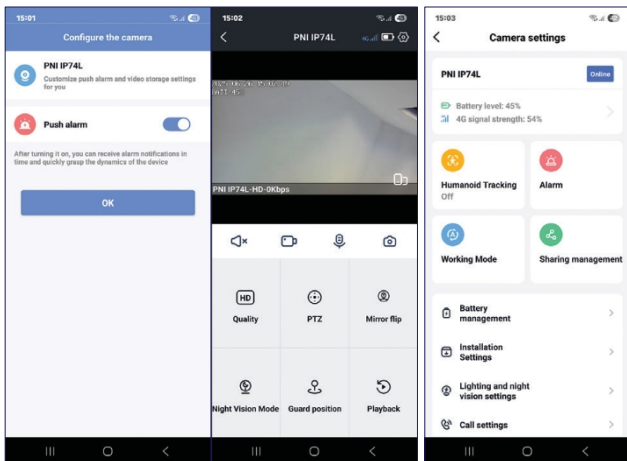 15:01
Configure the camera
PNI IP74L
Customize push alarm and video storage settings
for you
Push alarm
After turning it on, you can receive alarm notifications in
time and quickly grasp the dynamics of the device
OK
15:02
PNI IP74L
4G
PNI IP74L-HD-0Kbps
HD
Quality
PTZ
Mirror flip
Night Vision Mode
Guard position
Playback
15:03
Camera settings
PNI IP74L
Online
Battery level: 45%
4G signal strength: 54%
Humanoid Tracking
Off
Alarm
Working Mode
Sharing management
Battery
management
Installation
Settings
Lighting and night
vision settings
Call settings